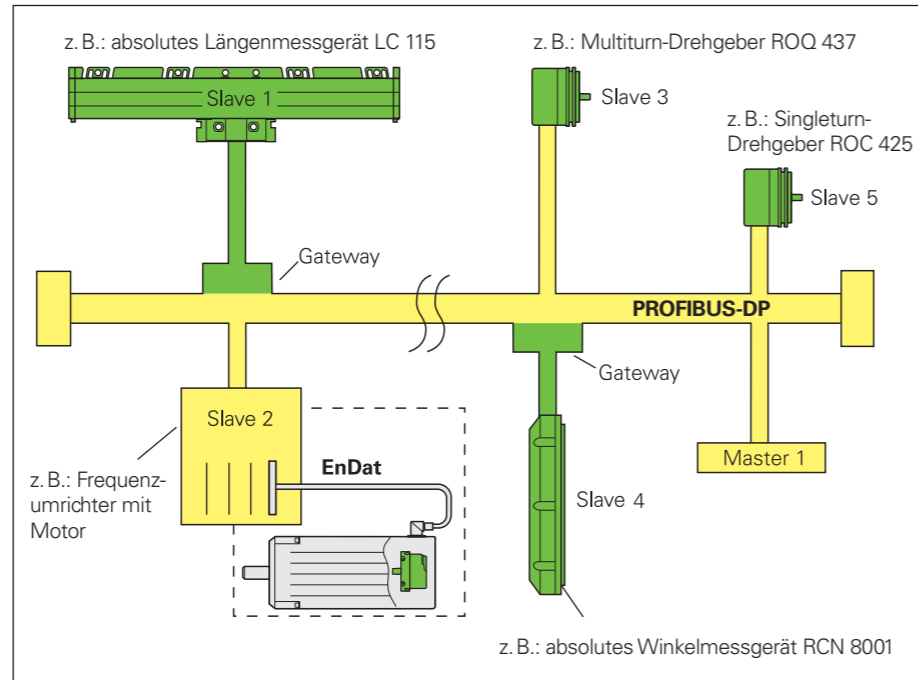 z. B.: absolutes Längenmessgerät LC 115
Slave 1
z. B.: Multiturn-Drehgeber ROQ 437
Slave 3
z. B.: Singleturn-
Drehgeber ROC 425
Slave 5
Gateway
PROFIBUS-DP
Gateway
Slave 2
z. B.: Frequenz-
umrichter mit
Motor
EnDat
Slave 4
Master 1
z. B.: absolutes Winkelmessgerät RCN 8001